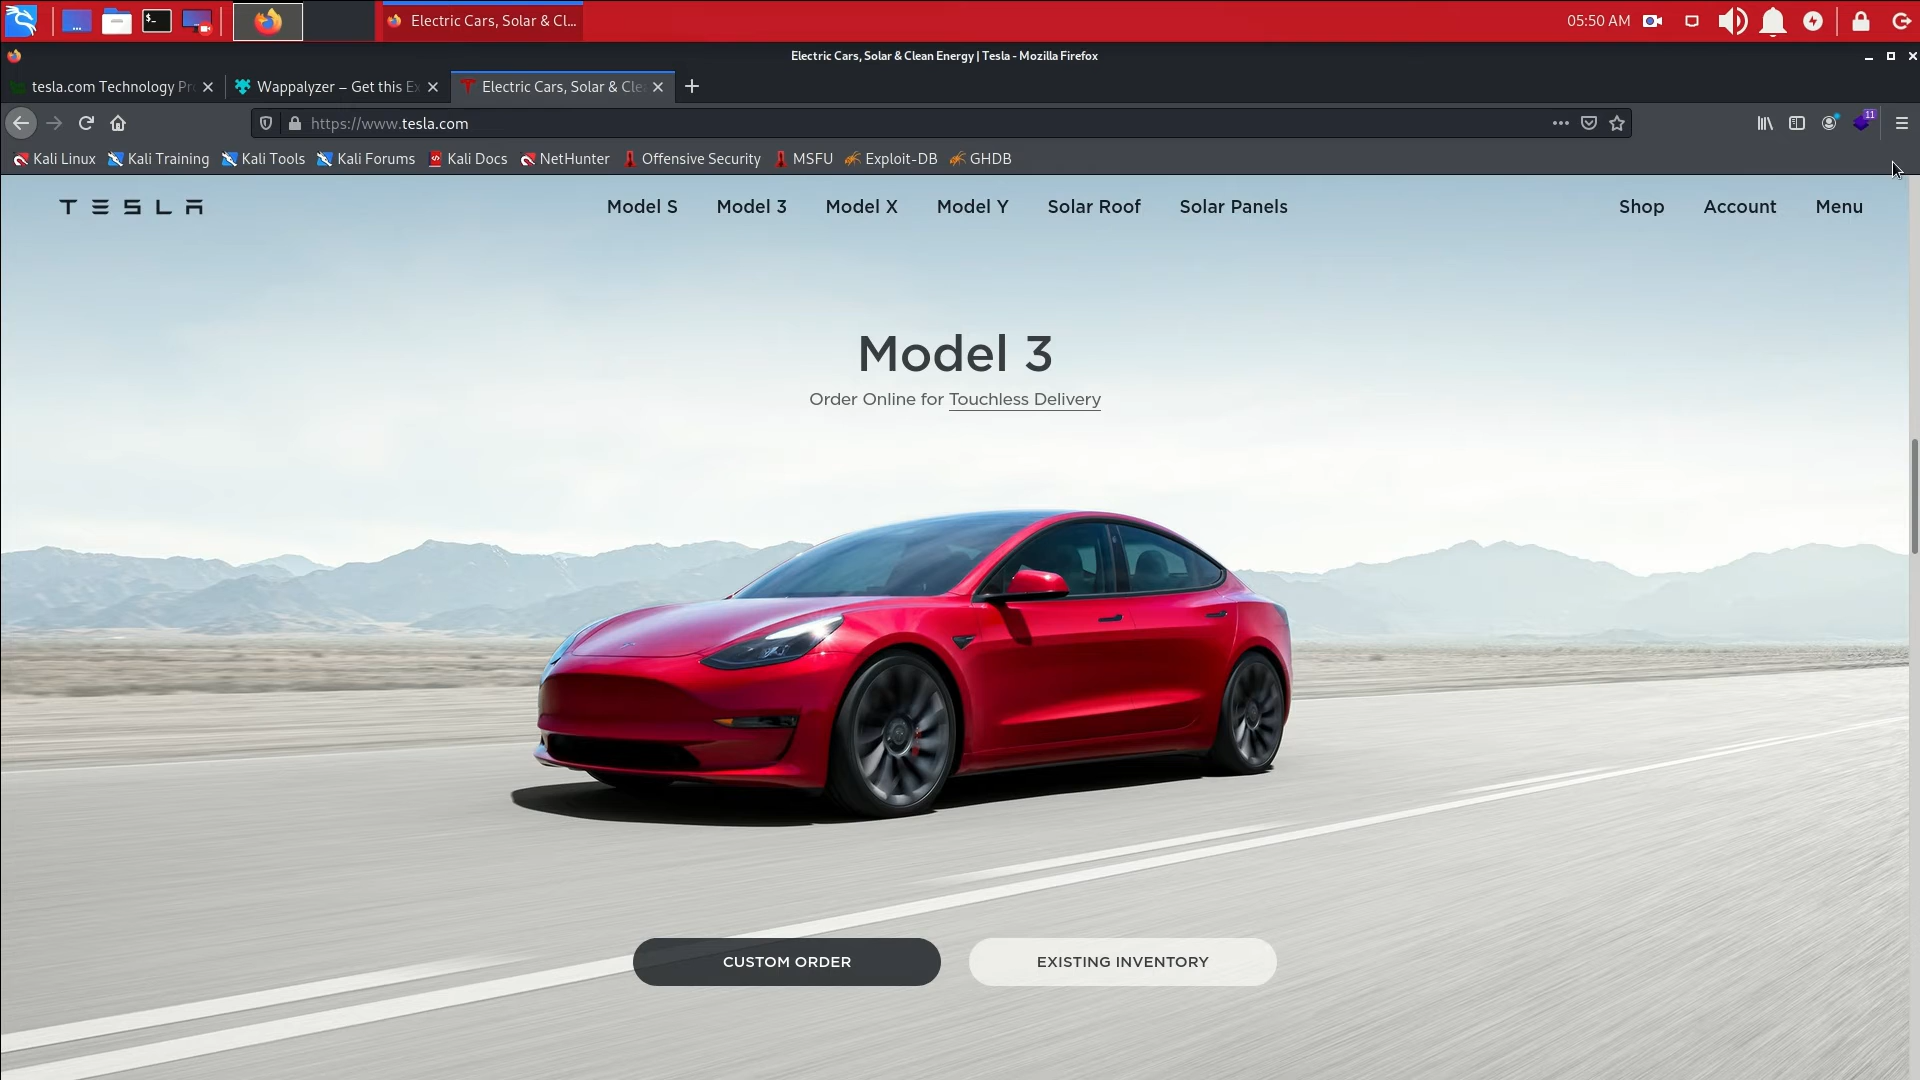 Electric Cars, Solar & Cl...
05:50 AM
Electric Cars, Solar & Clean Energy | Tesla - Mozilla Firefox
tesla.com Technology Pr
Wappalyzer – Get this Ex
Electric Cars, Solar & Cle
https://www.tesla.com
11
Kali Linux
Kali Training
Kali Tools
Kali Forums
Kali Docs
NetHunter
Offensive Security
MSFU
Exploit-DB
GHDB
TESLA
Model S
Model 3
Model X
Model Y
Solar Roof
Solar Panels
Shop
Account
Menu
Model 3
Order Online for Touchless Delivery
CUSTOM ORDER
EXISTING INVENTORY